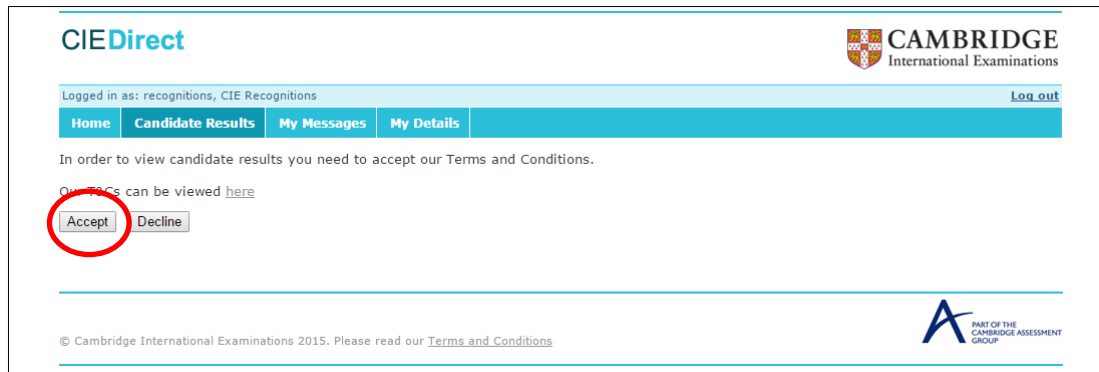 CIEDirect
CAMBRIDGE
International Examinations
Logged in as: recognitions, CIE Recognitions Log out
Home Candidate Results My Messages My Details
In order to view candidate results you need to accept our Terms and Conditions.
Our T&Cs can be viewed here
Accept Decline
PART OF THE
CAMBRIDGE ASSESSMENT
GROUP
© Cambridge International Examinations 2015. Please read our Terms and Conditions